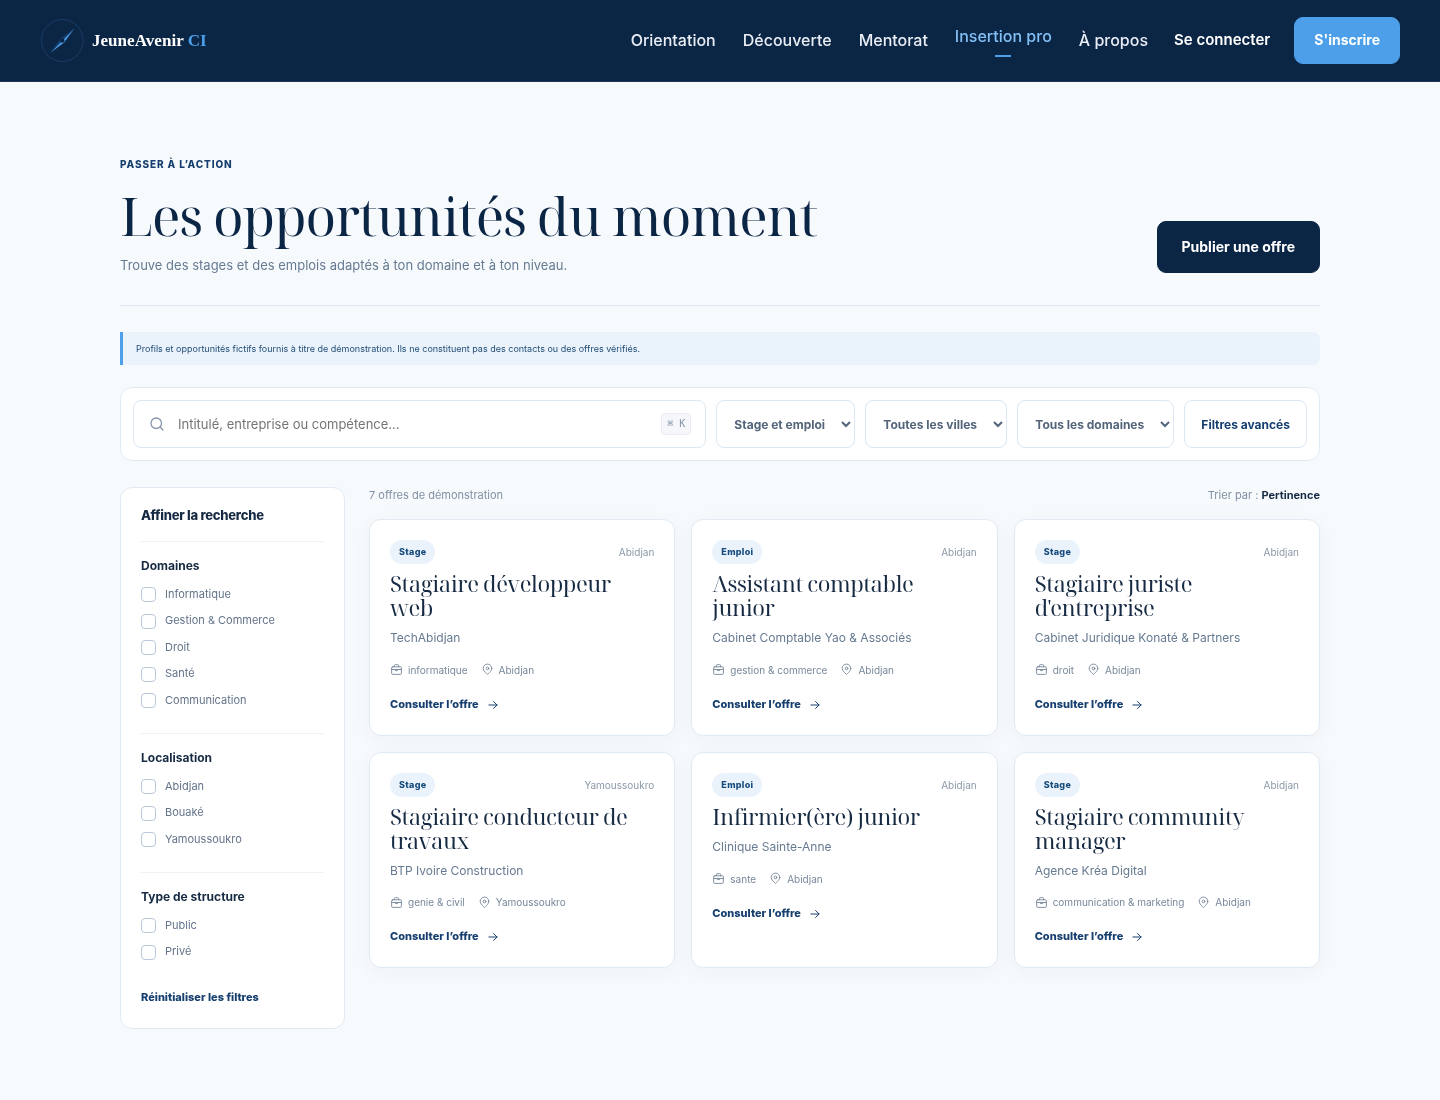 JeuneAvenir CI
Orientation
Découverte
Mentorat
Insertion pro
À propos
Se connecter
S'inscrire
PASSER À L’ACTION
Les opportunités du moment
Trouve des stages et des emplois adaptés à ton domaine et à ton niveau.
Publier une offre
Profils et opportunités fictifs fournis à titre de démonstration. Ils ne constituent pas des contacts ou des offres vérifiés.
Intitulé, entreprise ou compétence...
⌘ K
Stage et emploi
Toutes les villes
Tous les domaines
Filtres avancés
Affiner la recherche
Domaines
Informatique
Gestion & Commerce
Droit
Santé
Communication
Localisation
Abidjan
Bouaké
Yamoussoukro
Type de structure
Public
Privé
Réinitialiser les filtres
7 offres de démonstration
Trier par : Pertinence
Stage
Abidjan
Stagiaire développeur
web
TechAbidjan
informatique
Abidjan
Consulter l’offre
Emploi
Abidjan
Assistant comptable
junior
Cabinet Comptable Yao & Associés
gestion & commerce
Abidjan
Consulter l’offre
Stage
Abidjan
Stagiaire juriste
d'entreprise
Cabinet Juridique Konaté & Partners
droit
Abidjan
Consulter l’offre
Stage
Yamoussoukro
Stagiaire conducteur de
travaux
BTP Ivoire Construction
genie & civil
Yamoussoukro
Consulter l’offre
Emploi
Abidjan
Infirmier(ère) junior
Clinique Sainte-Anne
sante
Abidjan
Consulter l’offre
Stage
Abidjan
Stagiaire community
manager
Agence Kréa Digital
communication & marketing
Abidjan
Consulter l’offre